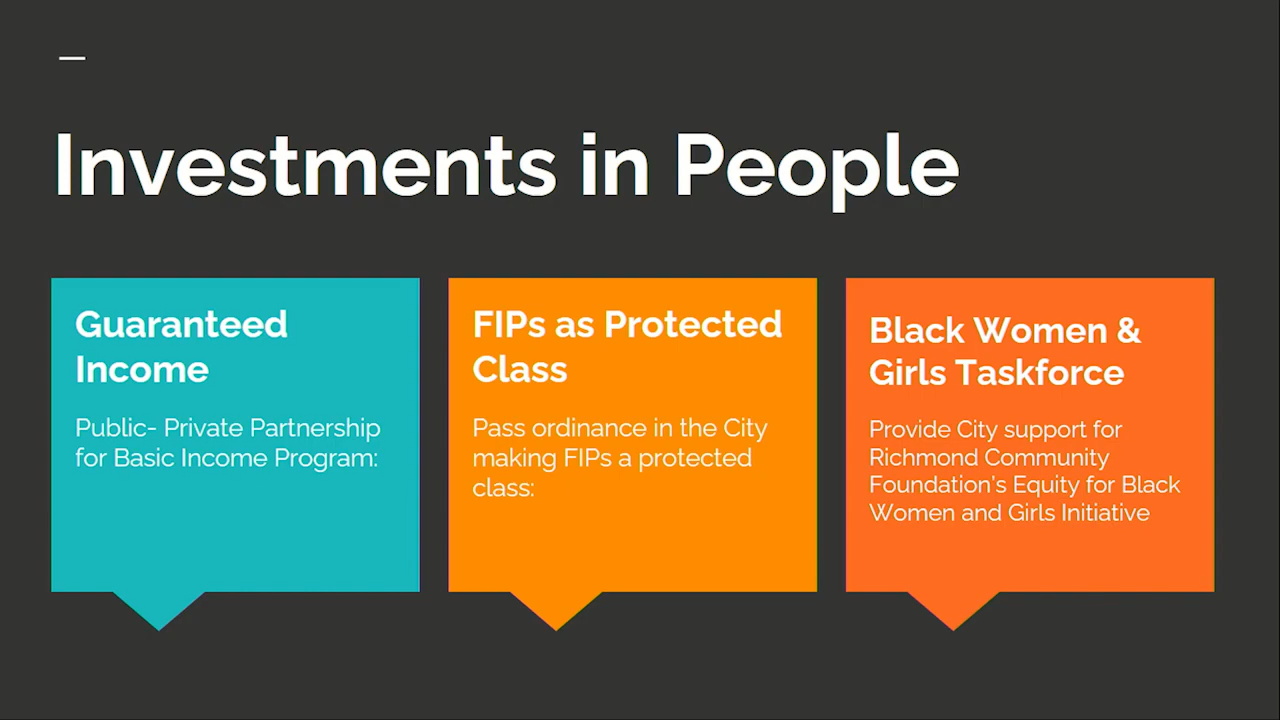 Investments in People
Guaranteed
Income
Public- Private Partnership
for Basic Income Program:
FIPs as Protected
Class
Pass ordinance in the City
making FIPs a protected
class:
Black Women &
Girls Taskforce
Provide City support for
Richmond Community
Foundation's Equity for Black
Women and Girls Initiative